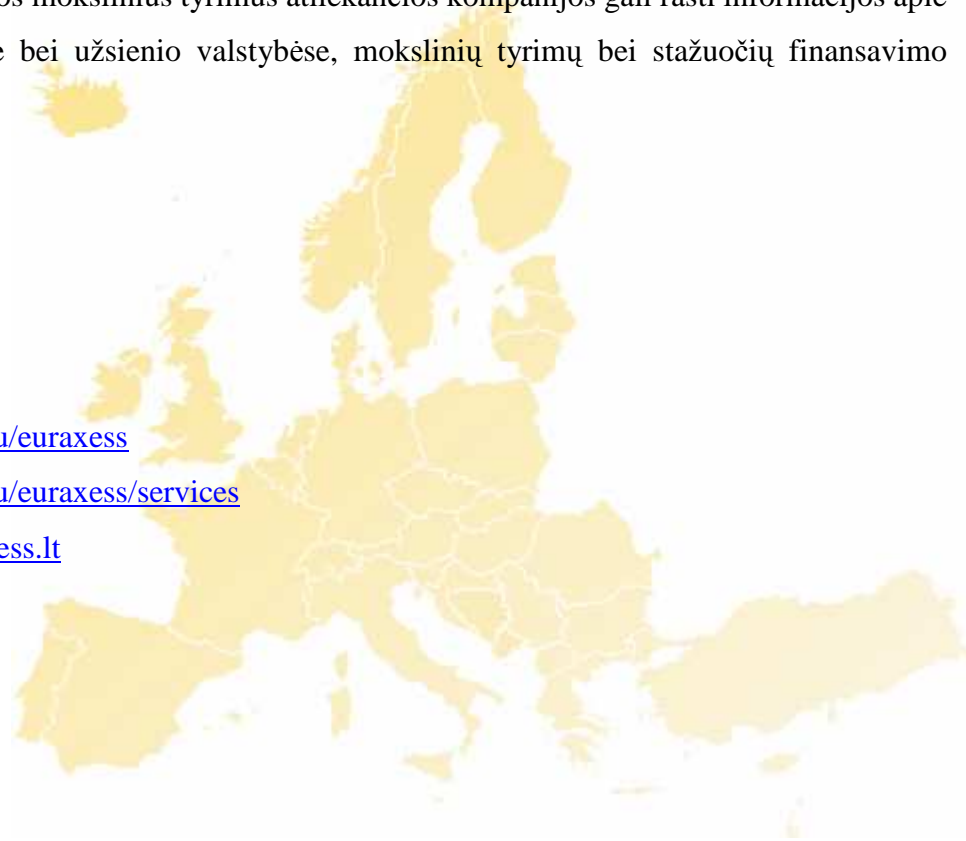 os mokslinius tyrimus atliekančios kompanijos gali rasti informacijos apie
e bei užsienio valstybėse, mokslinių tyrimų bei stažuočių finansavimo
u/euraxess
u/euraxess/services
ess.lt